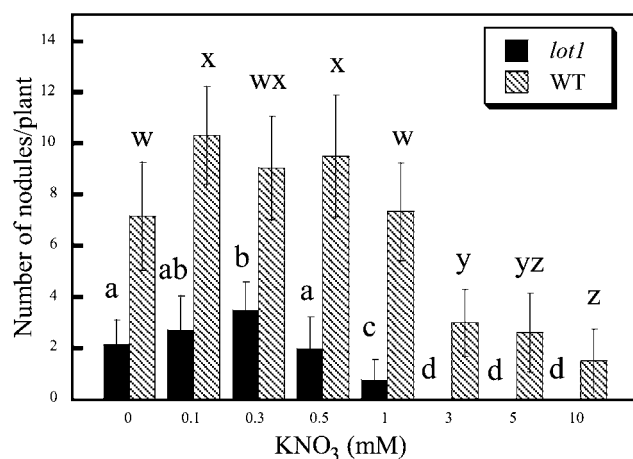 14
12
10
8
6
4
2
0
Number of nodules/plant
lot1
WT
a w ab x b wx a x c w d y d yz d z
0 0.1 0.3 0.5 1 3 5 10
KNO₃ (mM)